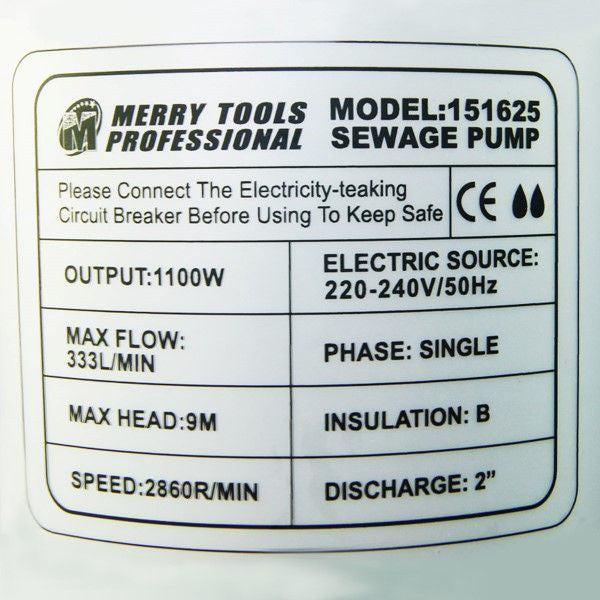 M MERRY TOOLS
PROFESSIONAL
MODEL:151625
SEWAGE PUMP
Please Connect The Electricity-teaking
Circuit Breaker Before Using To Keep Safe
CE
OUTPUT:1100W
ELECTRIC SOURCE:
220-240V/50Hz
MAX FLOW:
333L/MIN
PHASE: SINGLE
MAX HEAD:9M
INSULATION: B
SPEED:2860R/MIN
DISCHARGE: 2”